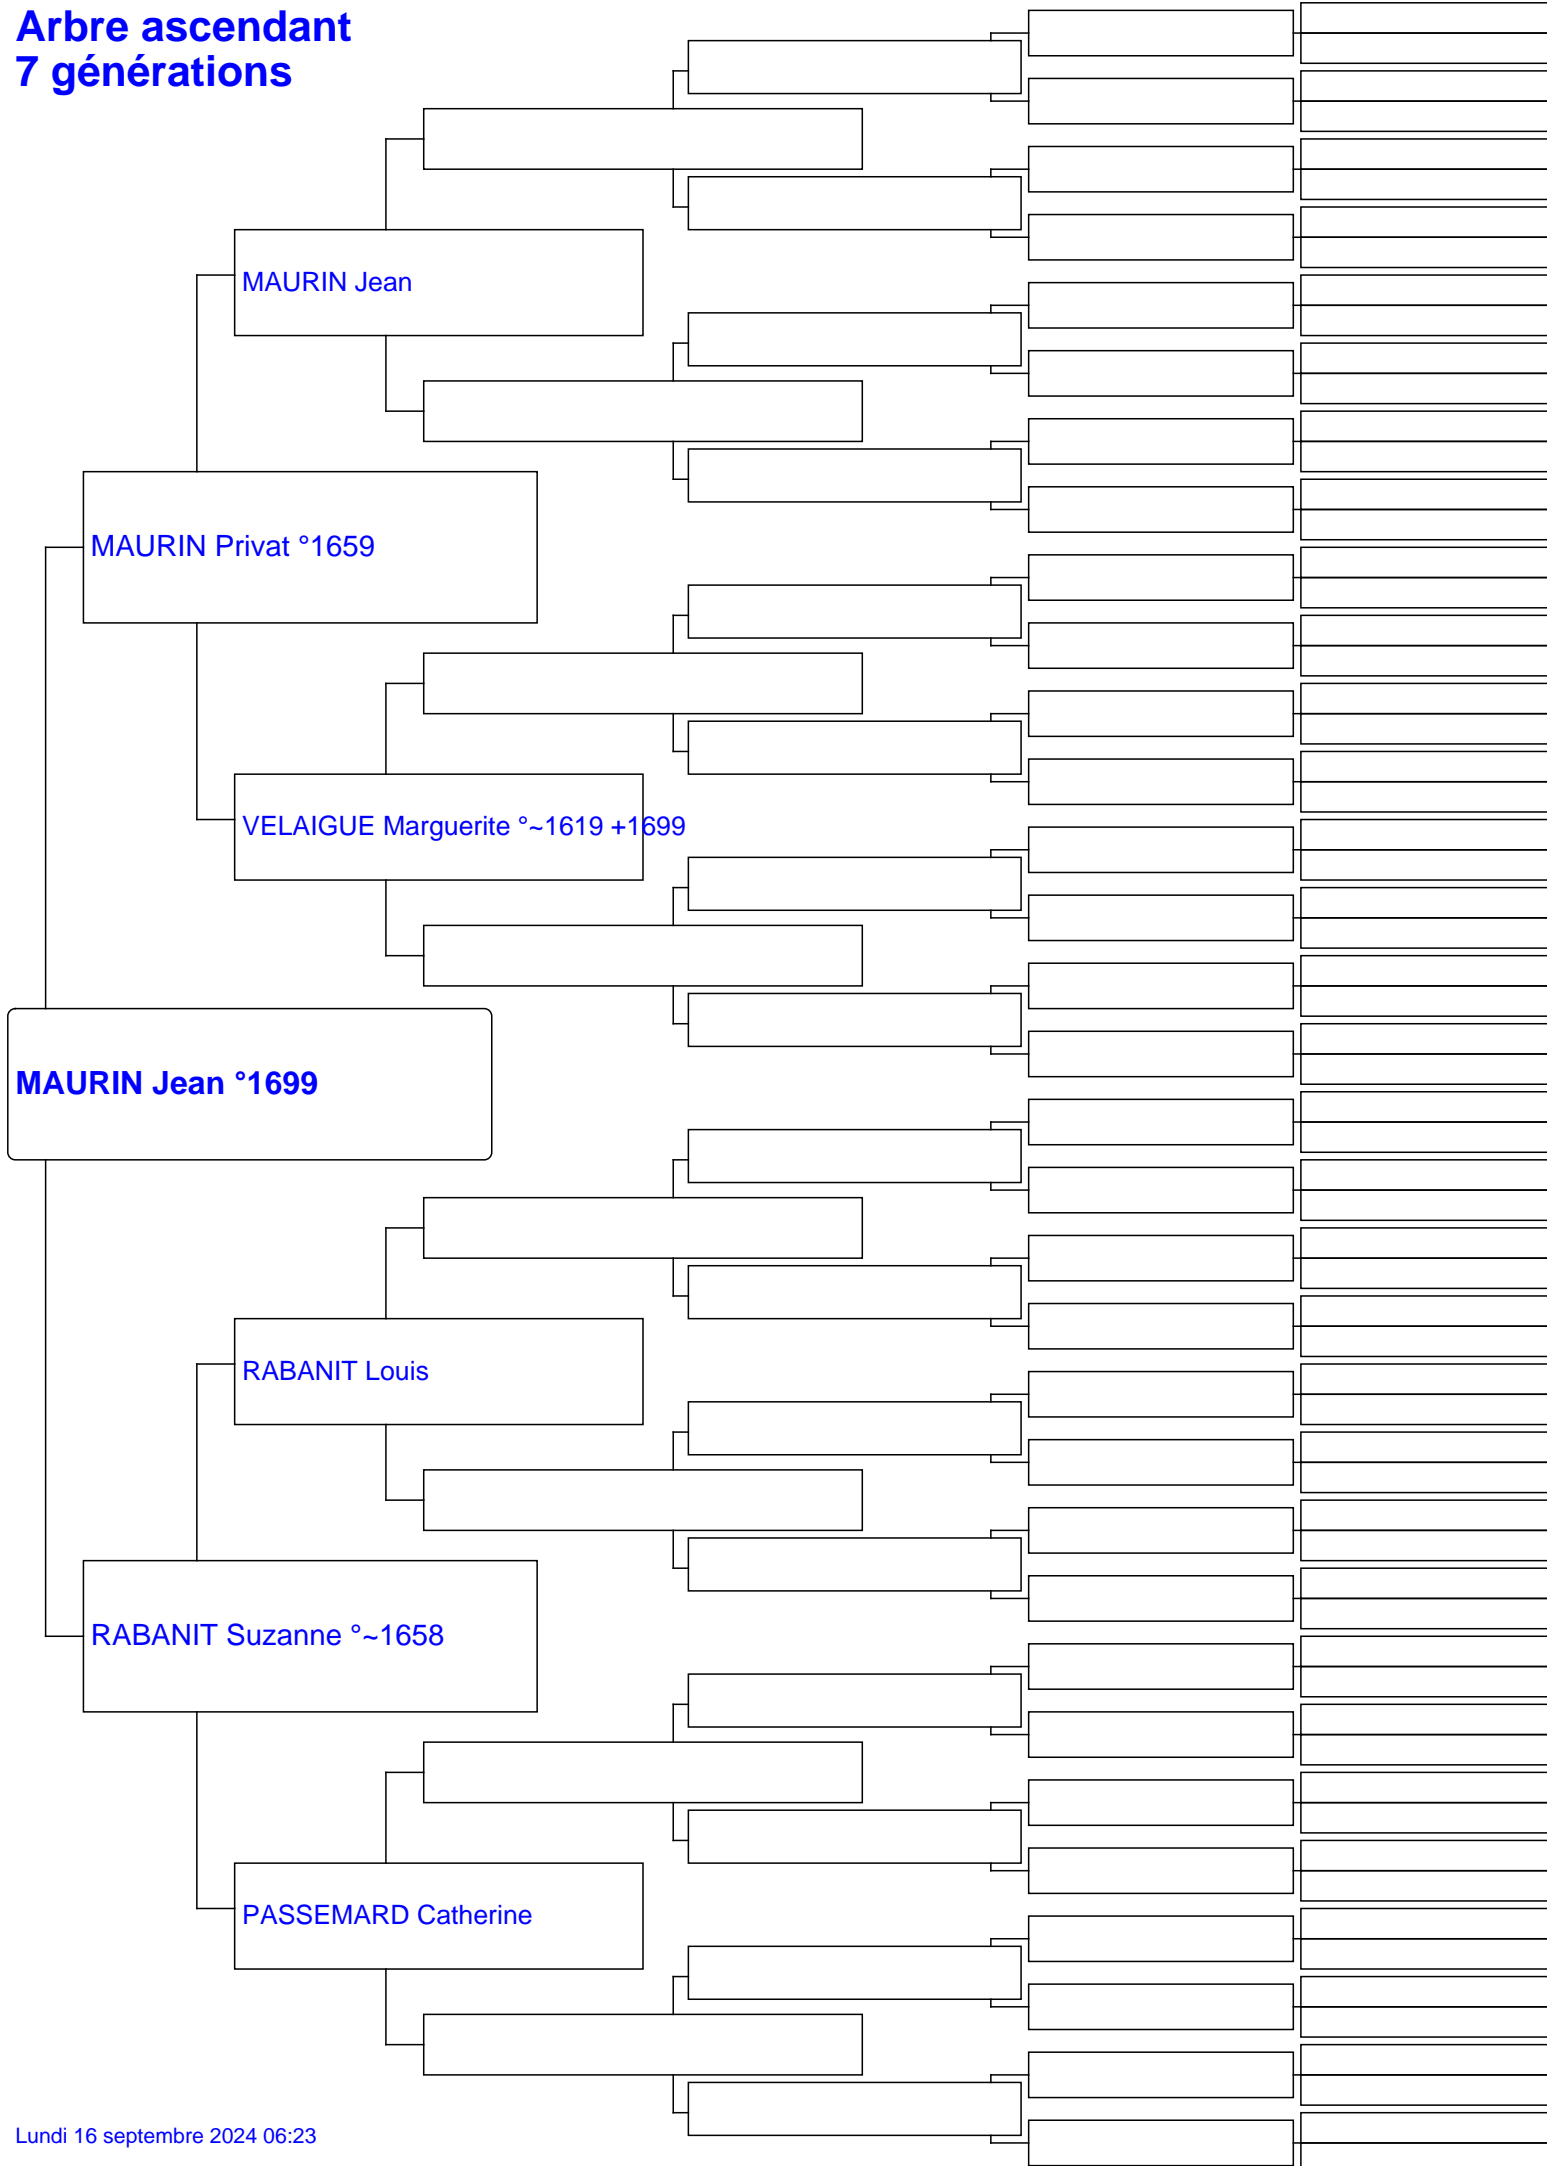 Arbre ascendant
7 générations
MAURIN Jean
MAURIN Privat °1659
VELAIGUE Marguerite °~1619 +1699
MAURIN Jean °1699
RABANIT Louis
RABANIT Suzanne °~1658
PASSEMARD Catherine
Lundi 16 septembre 2024 06:23